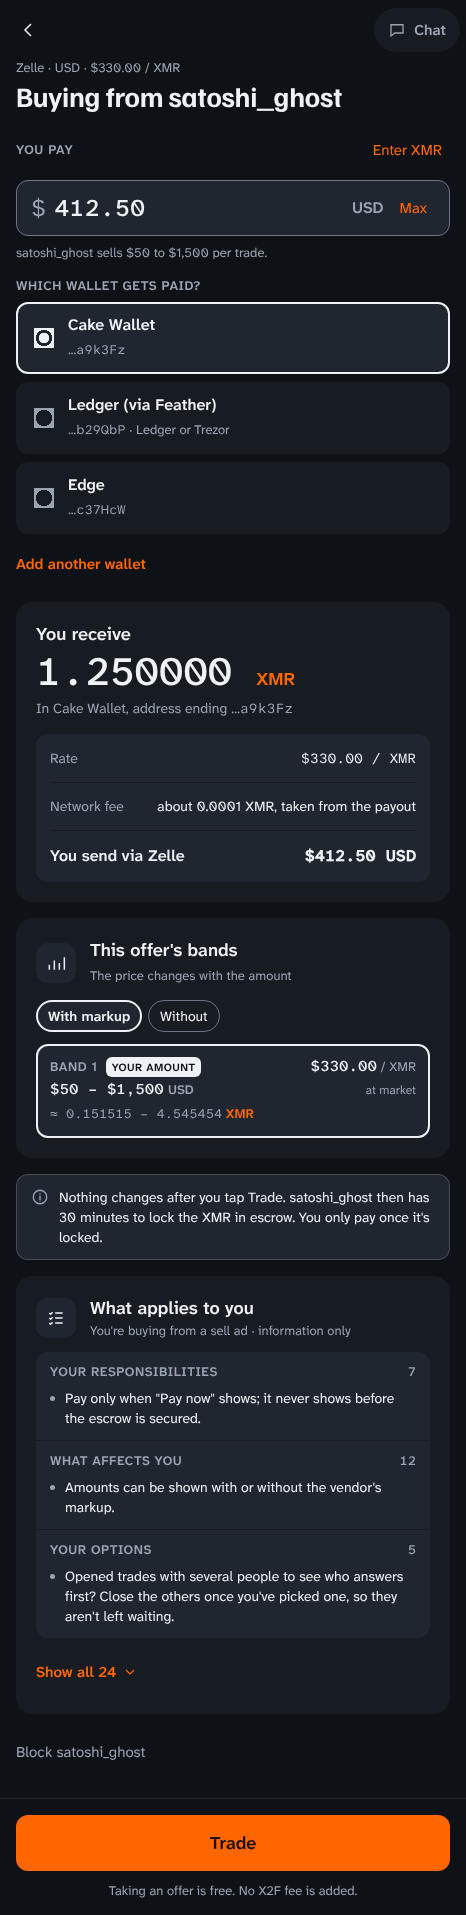 Chat
Zelle · USD · $330.00 / XMR
Buying from satoshi_ghost
YOU PAY
Enter XMR
$ 412.50 USD Max
satoshi_ghost sells $50 to $1,500 per trade.
WHICH WALLET GETS PAID?
Cake Wallet
…a9k3Fz
Ledger (via Feather)
…b29QbP · Ledger or Trezor
Edge
…c37HcW
Add another wallet
You receive
1.250000 XMR
In Cake Wallet, address ending …a9k3Fz
Rate $330.00 / XMR
Network fee about 0.0001 XMR, taken from the payout
You send via Zelle $412.50 USD
This offer's bands
The price changes with the amount
With markup Without
BAND 1 YOUR AMOUNT $330.00 / XMR
$50 – $1,500 USD at market
≈ 0.151515 – 4.545454 XMR
Nothing changes after you tap Trade. satoshi_ghost then has
30 minutes to lock the XMR in escrow. You only pay once it's
locked.
What applies to you
You're buying from a sell ad · information only
YOUR RESPONSIBILITIES 7
• Pay only when "Pay now" shows; it never shows before
the escrow is secured.
WHAT AFFECTS YOU 12
• Amounts can be shown with or without the vendor's
markup.
YOUR OPTIONS 5
• Opened trades with several people to see who answers
first? Close the others once you've picked one, so they
aren't left waiting.
Show all 24
Block satoshi_ghost
Trade
Taking an offer is free. No X2F fee is added.